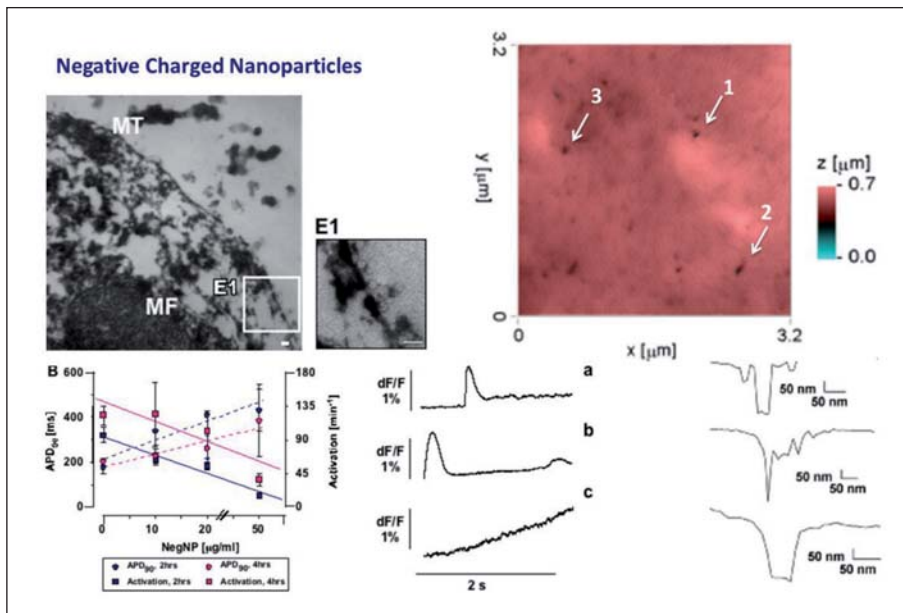 Negative Charged Nanoparticles
MT
MF
E1
E1
3
1
2
3.2
y [μm]
0
0
x [μm]
3.2
z [μm]
0.7
0.0
B
600
400
200
0
APD90 [ms]
180
135
90
45
0
Activation [min-1]
0
10
20
50
NegNP [μg/ml]
APD90, 2hrs
APD90, 4hrs
Activation, 2hrs
Activation, 4hrs
dF/F
1%
a
dF/F
1%
b
dF/F
1%
c
2 s
50 nm
50 nm
50 nm
50 nm
50 nm
50 nm